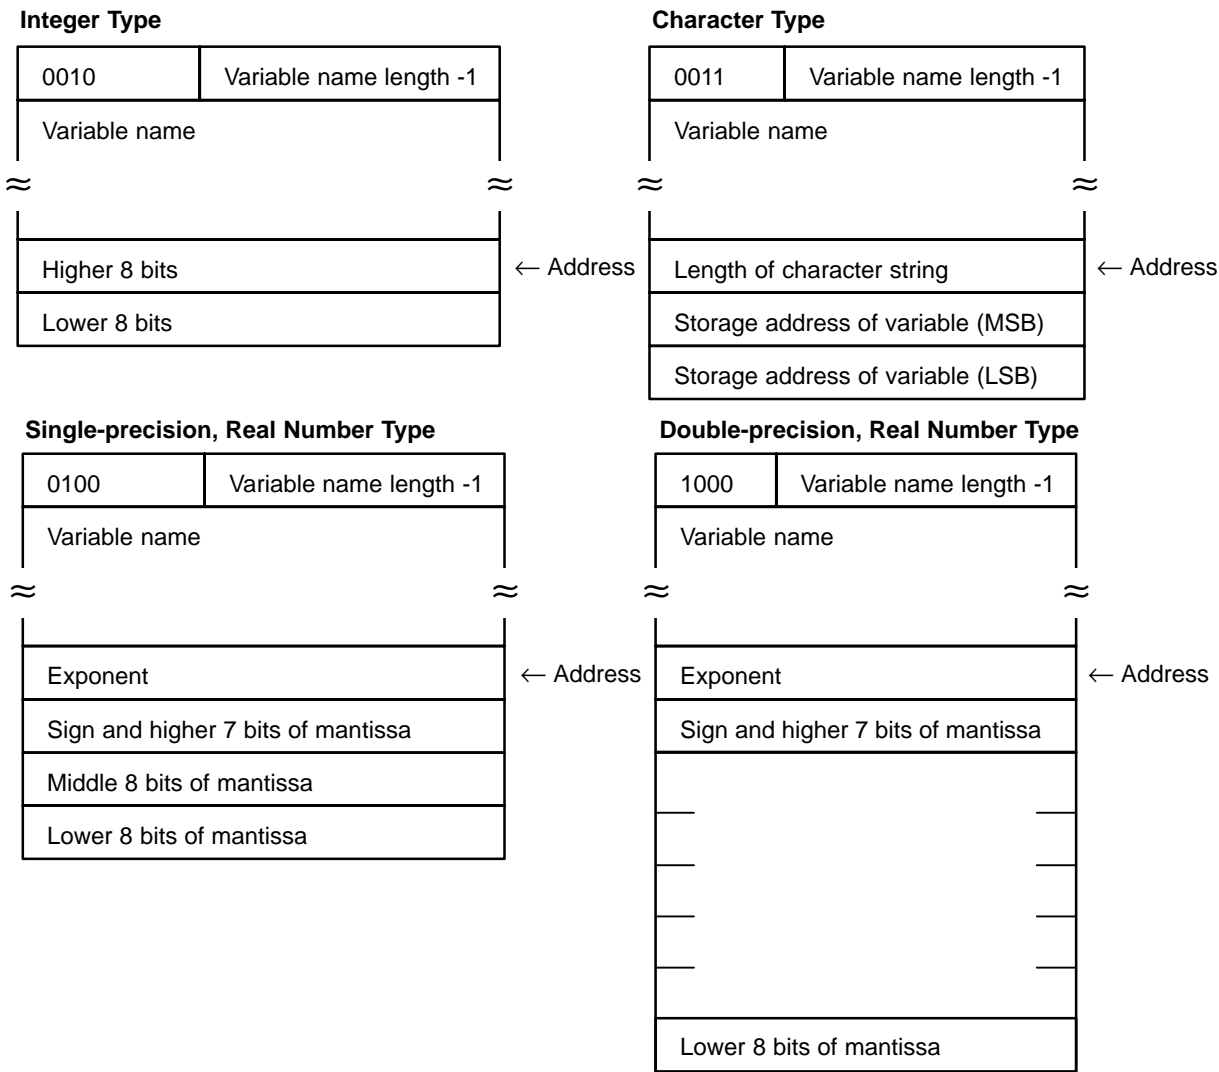 Integer Type
0010 Variable name length -1
Variable name
≈ ≈
Higher 8 bits ← Address
Lower 8 bits
Character Type
0011 Variable name length -1
Variable name
≈ ≈
Length of character string ← Address
Storage address of variable (MSB)
Storage address of variable (LSB)
Single-precision, Real Number Type
0100 Variable name length -1
Variable name
≈ ≈
Exponent ← Address
Sign and higher 7 bits of mantissa
Middle 8 bits of mantissa
Lower 8 bits of mantissa
Double-precision, Real Number Type
1000 Variable name length -1
Variable name
≈ ≈
Exponent ← Address
Sign and higher 7 bits of mantissa
Lower 8 bits of mantissa